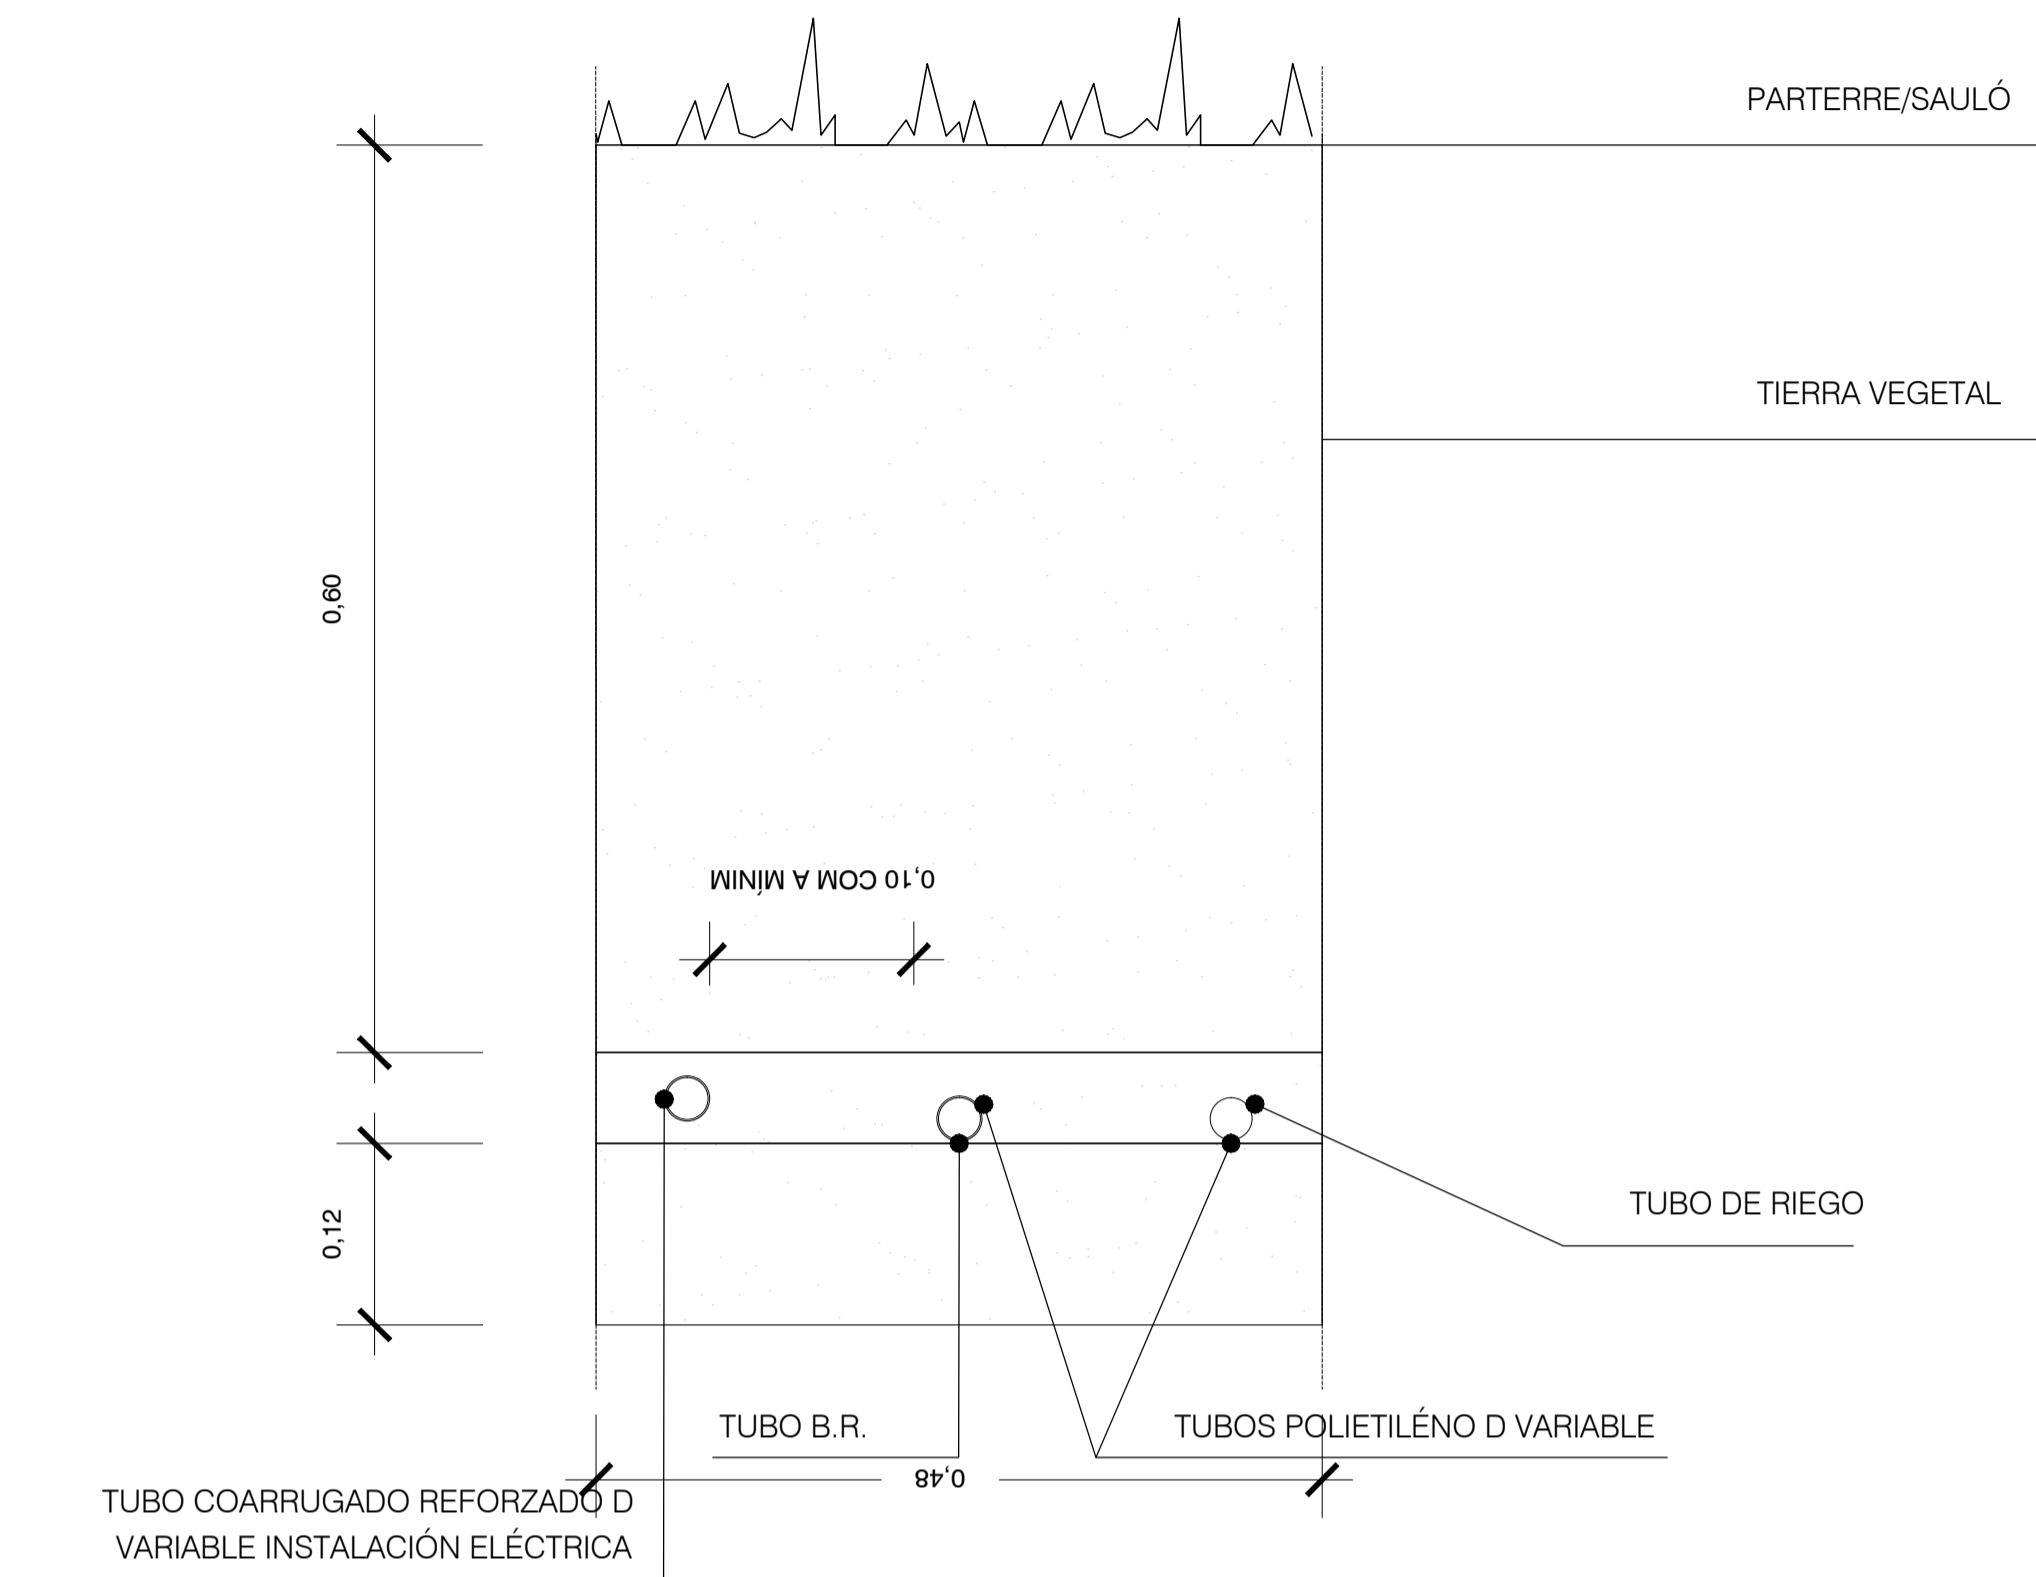 PARTERRE/SAULÓ
TIERRA VEGETAL
0,60
0,10 COM A MÍNIM
TUBO DE RIEGO
0,12
TUBO B.R.
TUBOS POLIETILÉNO D VARIABLE
0,48
TUBO COARRUGADO REFORZADO D
VARIABLE INSTALACIÓN ELÉCTRICA